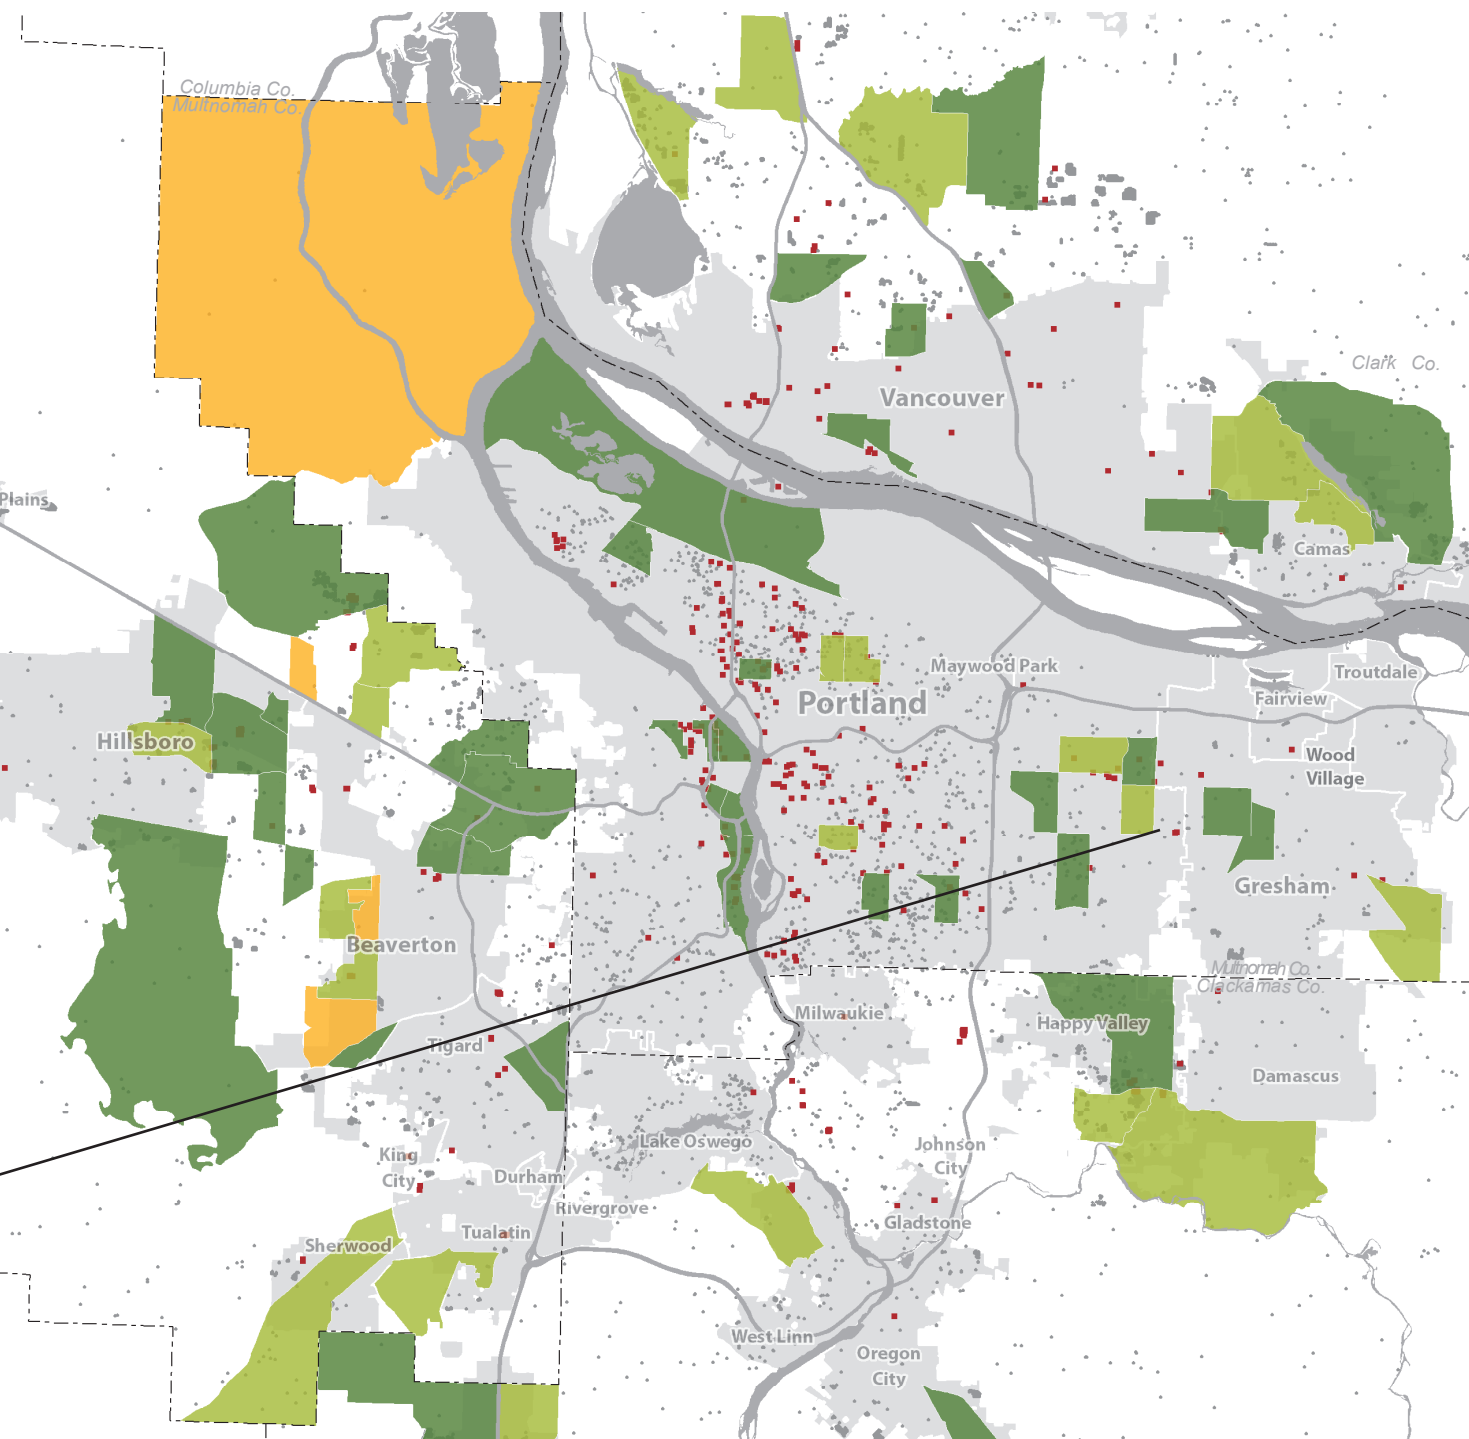 Columbia Co.
Multnomah Co.
Clark Co.
Vancouver
Plains
Camas
Maywood Park
Troutdale
Portland
Fairview
Hillsboro
Wood
Village
Gresham
Beaverton
Multnomah Co.
Clackamas Co.
Milwaukie
Happy Valley
Tigard
Damascus
Lake Oswego
King
City
Johnson
City
Durham
Rivergrove
Gladstone
Tualatin
Sherwood
West Linn
Oregon
City